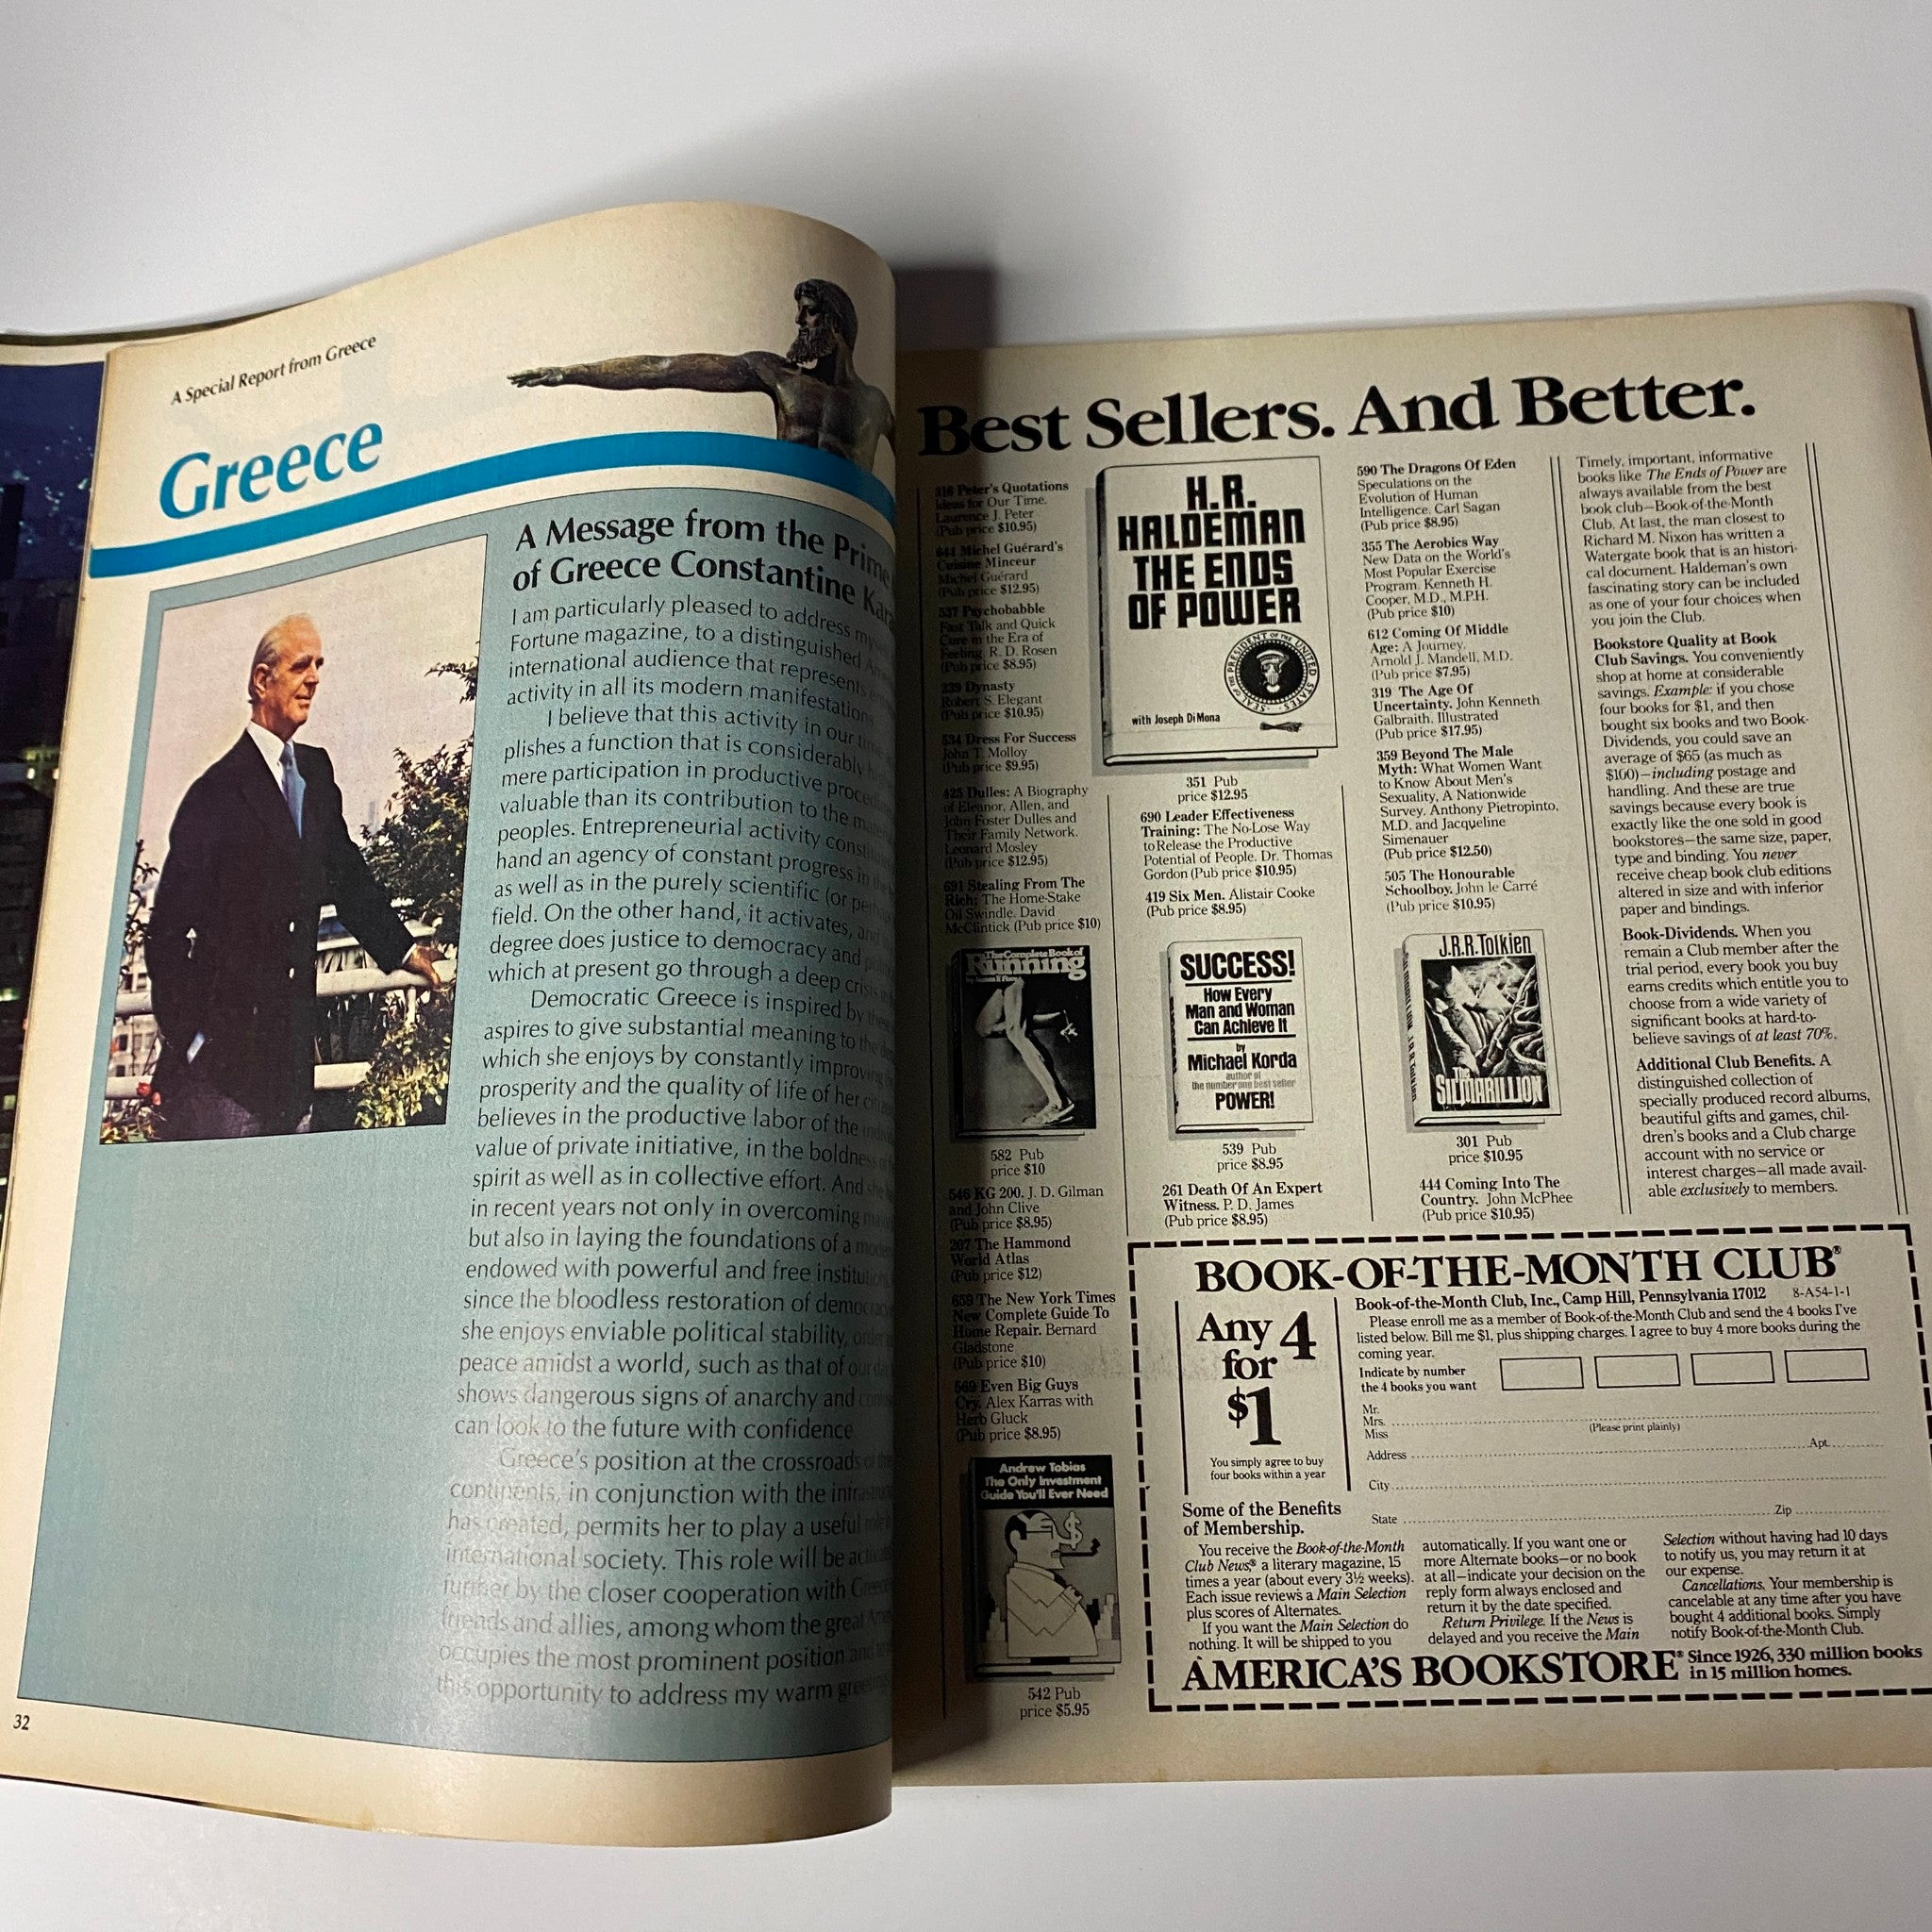 A Special Report from Greece
Greece
A Message from the Prime
of Greece Constantine
I am particularly pleased to address my
Fortune magazine, to a distinguished
international audience that represents
activity in all its modern manifestation
I believe that this activity in our
plishes a function that is considerably
mere participation in productive
valuable than its contribution to the
peoples. Entrepreneurial activity
hand an agency of constant progress in
as well as in the purely scientific (or
field. On the other hand, it activates, and
degree does justice to democracy and
which at present go through a deep crisis
Democratic Greece is inspired by
aspires to give substantial meaning to the
which she enjoys by constantly improving
prosperity and the quality of life of her
believes in the productive labor of the
value of private initiative, in the boldness of
spirit as well as in collective effort. And she
in recent years not only in overcoming
but also in laying the foundations of a
endowed with powerful and free
since the bloodless restoration of
she enjoys enviable political stability,
peace amidst a world, such as that of our
shows dangerous signs of anarchy and
can look to the future with confidence
Greece's position at the crossroads of
continents, in conjunction with the
has created, permits her to play a useful
international society. This role will be
further by the closer cooperation with
friends and allies, among whom the great
occupies the most prominent position and
this opportunity to address my warm
32
Best Sellers. And Better.
316 Peter's Quotations
Ideas for Our Time.
Laurence J. Peter
(Pub price $10.95)
644 Michel Guérard's
Cuisine Minceur
Michel Guérard
(Pub price $12.95)
537 Psychobabble
Fast Talk and Quick
Cure in the Era of
Feeling. R. D. Rosen
(Pub price $8.95)
239 Dynasty
Robert S. Elegant
(Pub price $10.95)
534 Dress For Success
John T. Molloy
(Pub price $9.95)
425 Dulles: A Biography
of Eleanor, Allen, and
John Foster Dulles and
Their Family Network.
Leonard Mosley
(Pub price $12.95)
691 Stealing From The
Rich: The Home-Stake
Oil Swindle. David
McClintick (Pub price $10)
The Complete Book of
Running
582 Pub
price $10
546 KG 200. J. D. Gilman
and John Clive
(Pub price $8.95)
207 The Hammond
World Atlas
(Pub price $12)
659 The New York Times
New Complete Guide To
Home Repair. Bernard
Gladstone
(Pub price $10)
569 Even Big Guys
Cry. Alex Karras with
Herb Gluck
(Pub price $8.95)
Andrew Tobias
The Only Investment
Guide You'll Ever Need
$
542 Pub
price $5.95
H.R.
HALDEMAN
THE ENDS
OF POWER
SEAL OF THE PRESIDENT OF THE UNITED STATES
with Joseph DiMona
351 Pub
price $12.95
690 Leader Effectiveness
Training: The No-Lose Way
to Release the Productive
Potential of People. Dr. Thomas
Gordon (Pub price $10.95)
419 Six Men. Alistair Cooke
(Pub price $8.95)
SUCCESS!
How Every
Man and Woman
Can Achieve It
by
Michael Korda
author of
the number one best seller
POWER!
539 Pub
price $8.95
261 Death Of An Expert
Witness. P. D. James
(Pub price $8.95)
590 The Dragons Of Eden
Speculations on the
Evolution of Human
Intelligence. Carl Sagan
(Pub price $8.95)
355 The Aerobics Way
New Data on the World's
Most Popular Exercise
Program. Kenneth H.
Cooper, M.D., M.P.H.
(Pub price $10)
612 Coming Of Middle
Age: A Journey.
Arnold J. Mandell, M.D.
(Pub price $7.95)
319 The Age Of
Uncertainty. John Kenneth
Galbraith. Illustrated
(Pub price $17.95)
359 Beyond The Male
Myth: What Women Want
to Know About Men's
Sexuality, A Nationwide
Survey. Anthony Pietropinto,
M.D. and Jacqueline
Simenauer
(Pub price $12.50)
505 The Honourable
Schoolboy. John le Carré
(Pub price $10.95)
J.R.R. Tolkien
THE
SILMARILLION
301 Pub
price $10.95
444 Coming Into The
Country. John McPhee
(Pub price $10.95)
Timely, important, informative
books like The Ends of Power are
always available from the best
book club—Book-of-the-Month
Club. At last, the man closest to
Richard M. Nixon has written a
Watergate book that is an histori-
cal document. Haldeman's own
fascinating story can be included
as one of your four choices when
you join the Club.
Bookstore Quality at Book
Club Savings. You conveniently
shop at home at considerable
savings. Example: if you chose
four books for $1, and then
bought six books and two Book-
Dividends, you could save an
average of $65 (as much as
$100)—including postage and
handling. And these are true
savings because every book is
exactly like the one sold in good
bookstores—the same size, paper,
type and binding. You never
receive cheap book club editions
altered in size and with inferior
paper and bindings.
Book-Dividends. When you
remain a Club member after the
trial period, every book you buy
earns credits which entitle you to
choose from a wide variety of
significant books at hard-to-
believe savings of at least 70%.
Additional Club Benefits. A
distinguished collection of
specially produced record albums,
beautiful gifts and games, chil-
dren's books and a Club charge
account with no service or
interest charges—all made avail-
able exclusively to members.
BOOK-OF-THE-MONTH CLUB®
Any 4
for
$1
You simply agree to buy
four books within a year
Book-of-the-Month Club, Inc., Camp Hill, Pennsylvania 17012 8-A54-1-1
Please enroll me as a member of Book-of-the-Month Club and send the 4 books I've
listed below. Bill me $1, plus shipping charges. I agree to buy 4 more books during the
coming year.
Indicate by number
the 4 books you want
Mr.
Mrs.
Miss
(Please print plainly)
Address Apt.
City
State Zip
Some of the Benefits
of Membership.
You receive the Book-of-the-Month
Club News,® a literary magazine, 15
times a year (about every 3½ weeks).
Each issue reviews a Main Selection
plus scores of Alternates.
If you want the Main Selection do
nothing. It will be shipped to you
automatically. If you want one or
more Alternate books—or no book
at all—indicate your decision on the
reply form always enclosed and
return it by the date specified.
Return Privilege. If the News is
delayed and you receive the Main
Selection without having had 10 days
to notify us, you may return it at
our expense.
Cancellations. Your membership is
cancelable at any time after you have
bought 4 additional books. Simply
notify Book-of-the-Month Club.
AMERICA'S BOOKSTORE® Since 1926, 330 million books
in 15 million homes.